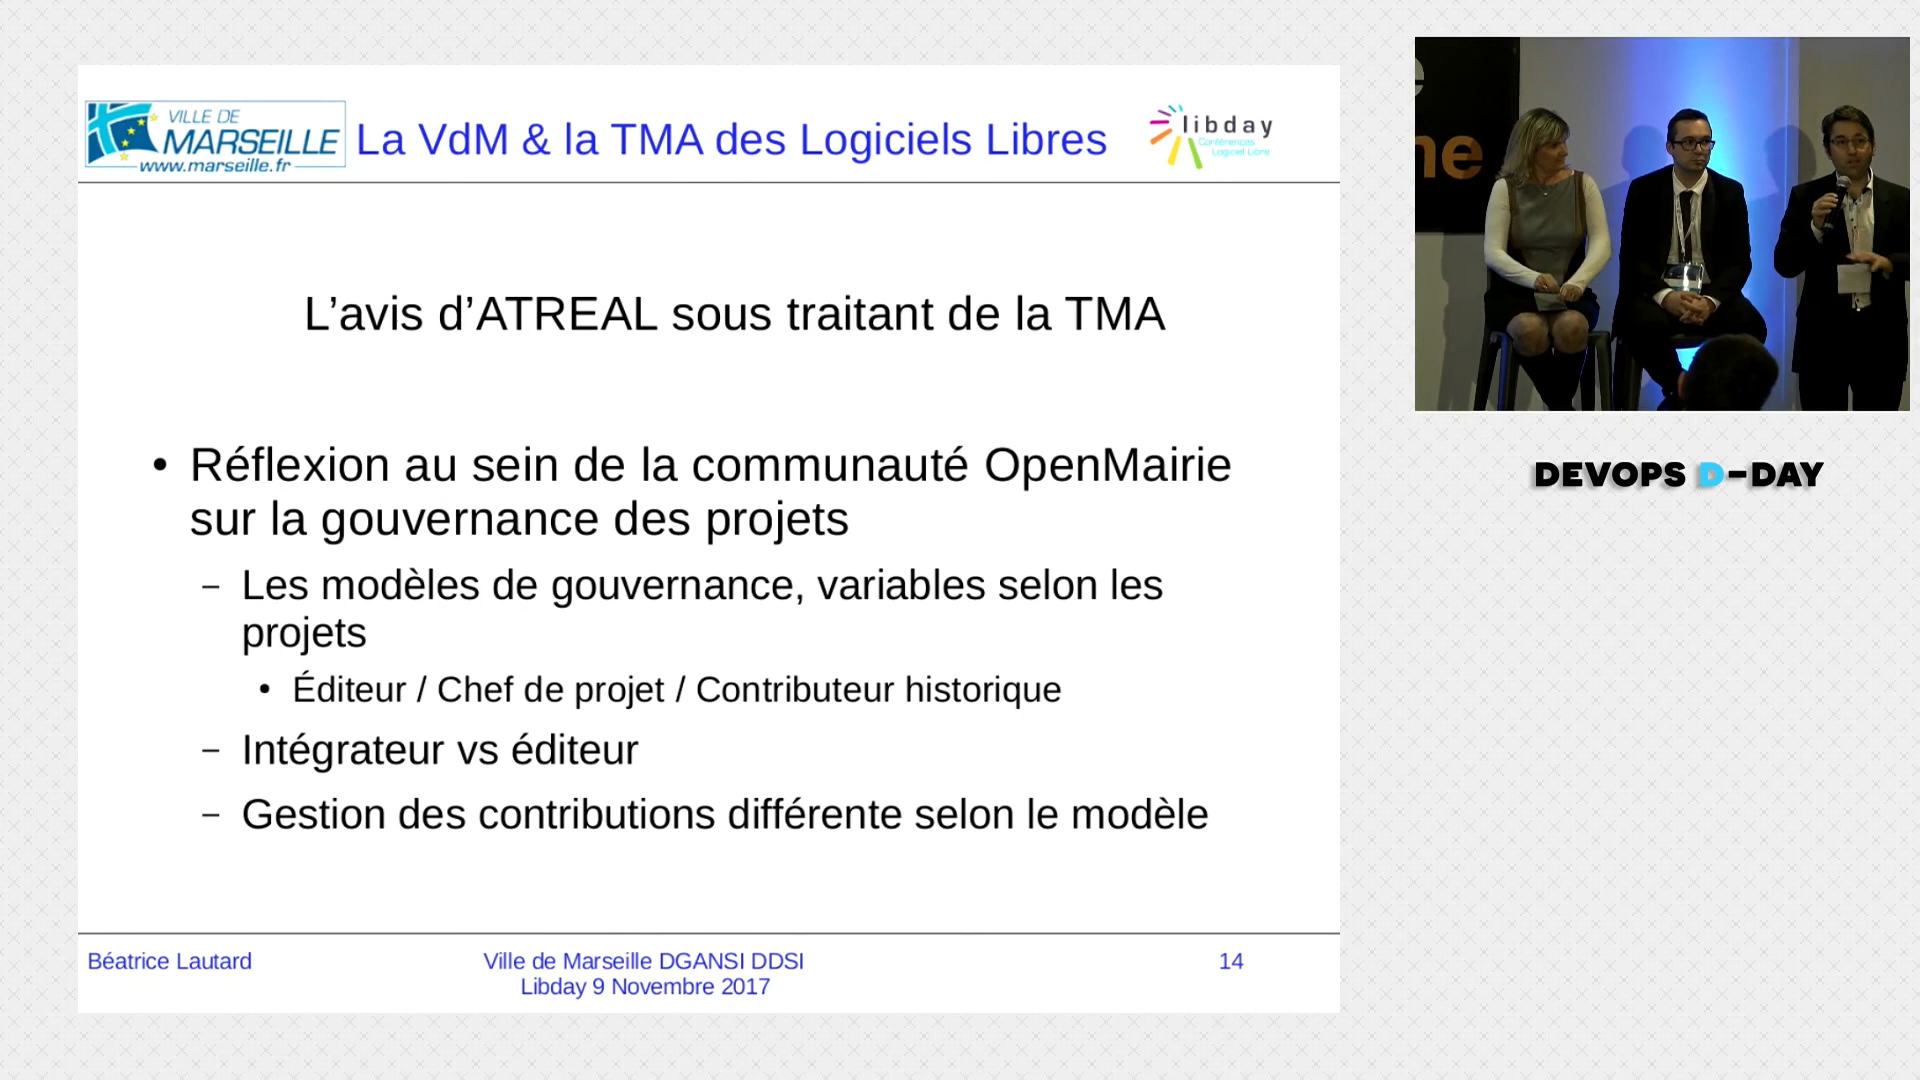 VILLE DE
MARSEILLE
www.marseille.fr
La VdM & la TMA des Logiciels Libres
libday
Conférences
Logiciel Libre
L’avis d’ATREAL sous traitant de la TMA
• Réflexion au sein de la communauté OpenMairie
sur la gouvernance des projets
– Les modèles de gouvernance, variables selon les
projets
• Éditeur / Chef de projet / Contributeur historique
– Intégrateur vs éditeur
– Gestion des contributions différente selon le modèle
Béatrice Lautard
Ville de Marseille DGANSI DDSI
Libday 9 Novembre 2017
14
DEVOPS D-DAY